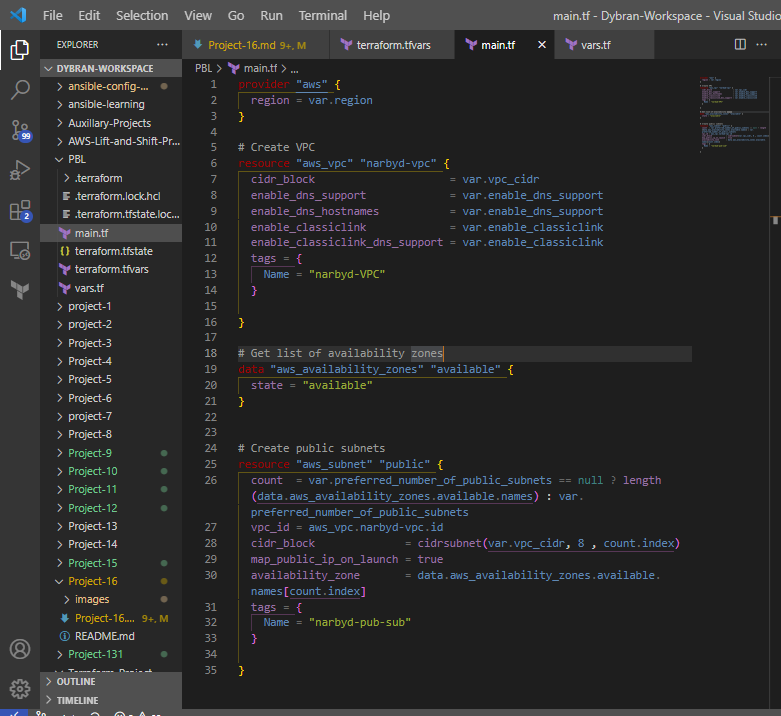 File Edit Selection View Go Run Terminal Help main.tf - Dybran-Workspace - Visual Studio
EXPLORER ...
Project-16.md 9+, M terraform.tfvars main.tf vars.tf
PBL > main.tf > ...
DYBRAN-WORKSPACE
ansible-config-...
ansible-learning
Auxillary-Projects
AWS-Lift-and-Shift-Pr...
PBL
.terraform
.terraform.lock.hcl
.terraform.tfstate.loc...
main.tf
terraform.tfstate
terraform.tfvars
vars.tf
project-1
project-2
Project-3
Project-4
Project-5
Project-6
project-7
Project-8
Project-9
Project-10
Project-11
Project-12
Project-13
Project-14
Project-15
Project-16
images
Project-16.... 9+, M
README.md
Project-131
Terraform-Project
OUTLINE
TIMELINE
99
2
1 provider "aws" {
2 region = var.region
3 }
4
5 # Create VPC
6 resource "aws_vpc" "narbyd-vpc" {
7 cidr_block = var.vpc_cidr
8 enable_dns_support = var.enable_dns_support
9 enable_dns_hostnames = var.enable_dns_support
10 enable_classiclink = var.enable_classiclink
11 enable_classiclink_dns_support = var.enable_classiclink
12 tags = {
13 Name = "narbyd-VPC"
14 }
15
16 }
17
18 # Get list of availability zones
19 data "aws_availability_zones" "available" {
20 state = "available"
21 }
22
23
24 # Create public subnets
25 resource "aws_subnet" "public" {
26 count = var.preferred_number_of_public_subnets == null ? length
(data.aws_availability_zones.available.names) : var.
preferred_number_of_public_subnets
27 vpc_id = aws_vpc.narbyd-vpc.id
28 cidr_block = cidrsubnet(var.vpc_cidr, 8 , count.index)
29 map_public_ip_on_launch = true
30 availability_zone = data.aws_availability_zones.available.
names[count.index]
31 tags = {
32 Name = "narbyd-pub-sub"
33 }
34
35 }